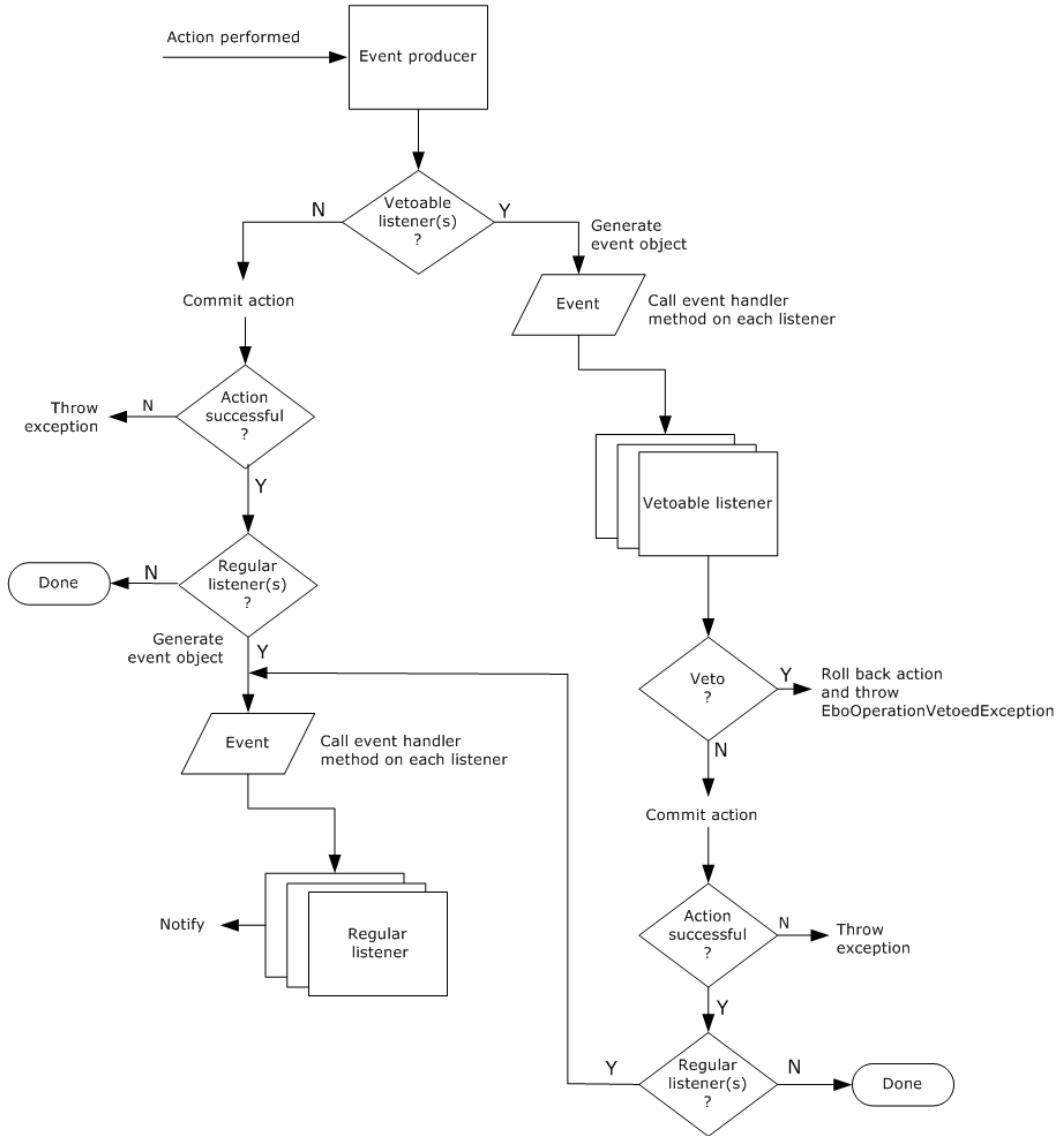 Action performed
Event producer
Vetoable
listener(s)
?
N
Y
Generate
event object
Commit action
Event
Call event handler
method on each listener
Action
successful
?
N
Throw
exception
Y
Vetoable listener
Regular
listener(s)
?
N
Done
Generate
event object
Y
Veto
?
Y
Roll back action
and throw
EboOperationVetoedException
N
Event
Call event handler
method on each listener
Commit action
Notify
Regular
listener
Action
successful
?
N
Throw
exception
Y
Regular
listener(s)
?
Y
N
Done